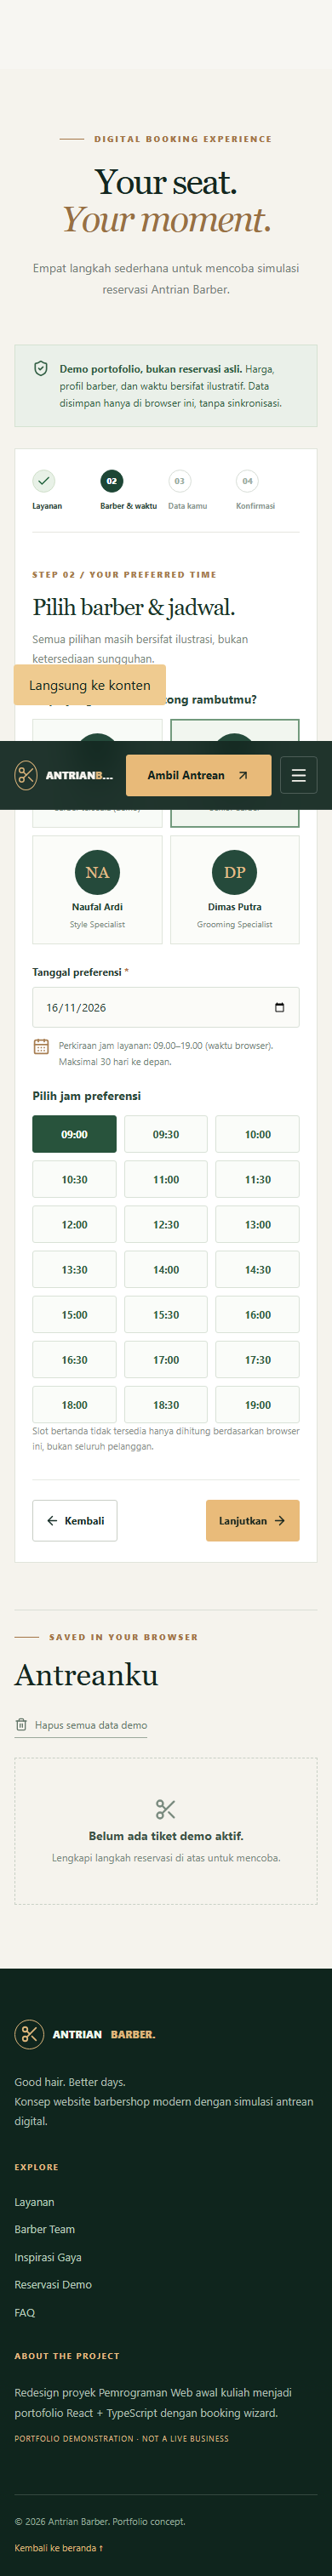 DIGITAL BOOKING EXPERIENCE
Your seat.
Your moment.
Empat langkah sederhana untuk mencoba simulasi
reservasi Antrian Barber.
Demo portofolio, bukan reservasi asli. Harga,
profil barber, dan waktu bersifat ilustratif. Data
disimpan hanya di browser ini, tanpa sinkronisasi.
02
03
04
Layanan
Barber & waktu
Data kamu
Konfirmasi
STEP 02 / YOUR PREFERRED TIME
Pilih barber & jadwal.
Semua pilihan masih bersifat ilustrasi, bukan
ketersediaan sungguhan.
Langsung ke konten
rambutmu?
ANTRIANB...
Ambil Antrean
NA
Naufal Ardi
Style Specialist
DP
Dimas Putra
Grooming Specialist
Tanggal preferensi *
16/11/2026
Perkiraan jam layanan: 09.00–19.00 (waktu browser).
Maksimal 30 hari ke depan.
Pilih jam preferensi
09:00
09:30
10:00
10:30
11:00
11:30
12:00
12:30
13:00
13:30
14:00
14:30
15:00
15:30
16:00
16:30
17:00
17:30
18:00
18:30
19:00
Slot bertanda tidak tersedia hanya dihitung berdasarkan browser
ini, bukan seluruh pelanggan.
Kembali
Lanjutkan
SAVED IN YOUR BROWSER
Antreanku
Hapus semua data demo
Belum ada tiket demo aktif.
Lengkapi langkah reservasi di atas untuk mencoba.
ANTRIAN BARBER.
Good hair. Better days.
Konsep website barbershop modern dengan simulasi antrean
digital.
EXPLORE
Layanan
Barber Team
Inspirasi Gaya
Reservasi Demo
FAQ
ABOUT THE PROJECT
Redesign proyek Pemrograman Web awal kuliah menjadi
portofolio React + TypeScript dengan booking wizard.
PORTFOLIO DEMONSTRATION · NOT A LIVE BUSINESS
© 2026 Antrian Barber. Portfolio concept.
Kembali ke beranda ↑